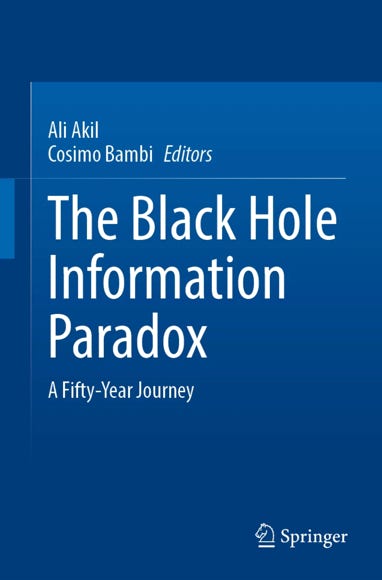 Ali Akil
Cosimo Bambi Editors
The Black Hole
Information
Paradox
A Fifty-Year Journey
Springer